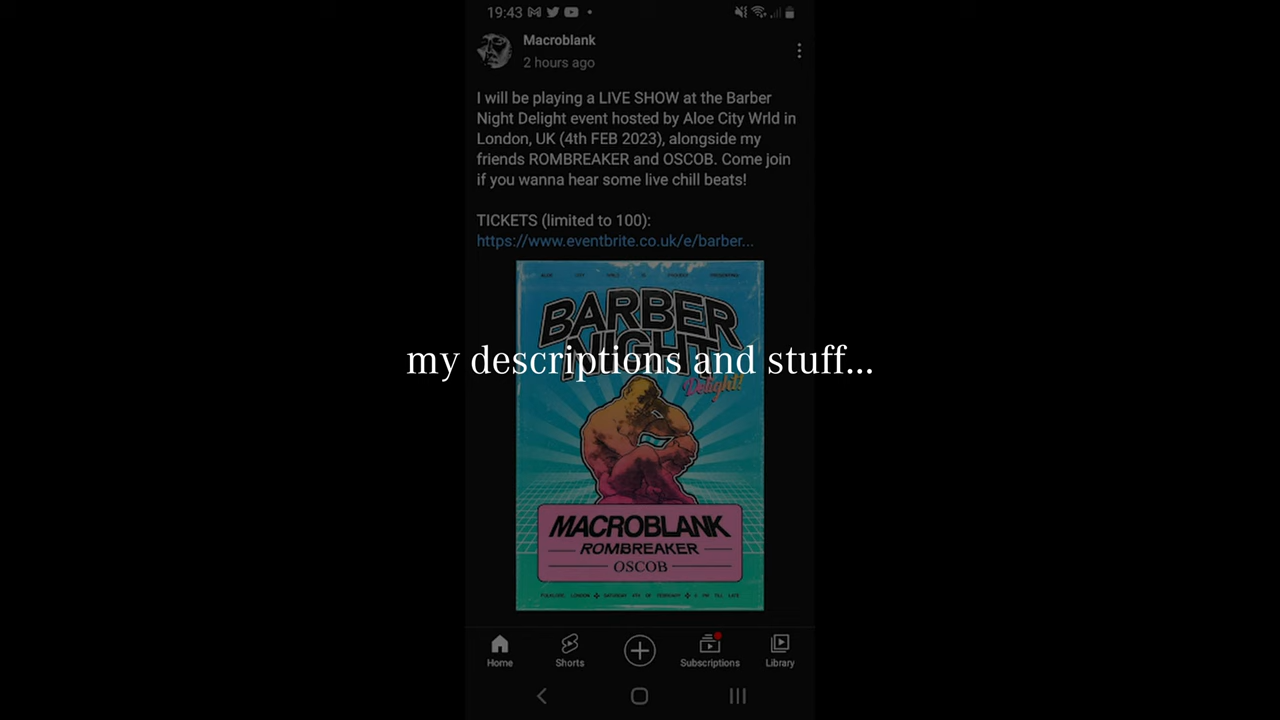 19:43
Macroblank
2 hours ago
I will be playing a LIVE SHOW at the Barber
Night Delight event hosted by Aloe City Wrld in
London, UK (4th FEB 2023), alongside my
friends ROMBREAKER and OSCOB. Come join
if you wanna hear some live chill beats!
TICKETS (limited to 100):
https://www.eventbrite.co.uk/e/barber...
BARBER
NIGHT
my descriptions and stuff...
Delight!
MACROBLANK
ROMBREAKER
OSCOB
Home
Shorts
Subscriptions
Library